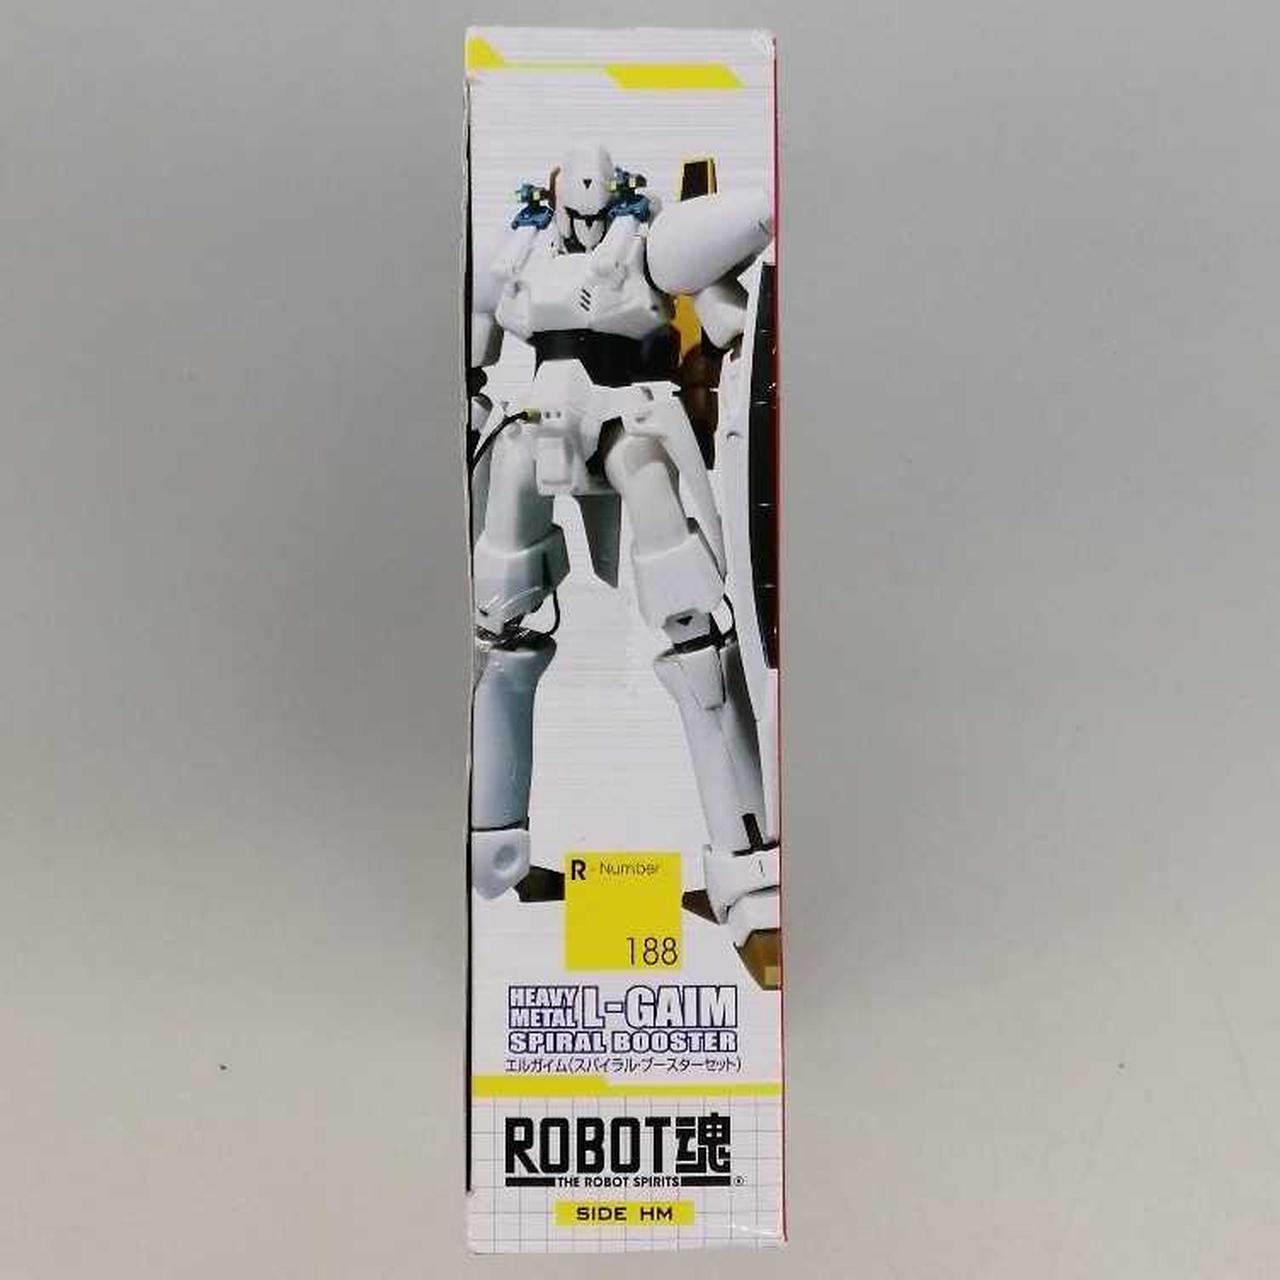 R - Number
188
HEAVY METAL L-GAIM
SPIRAL BOOSTER
エルガイム(スパイラル・ブースターセット)
ROBOT魂
THE ROBOT SPIRITS ®
SIDE HM